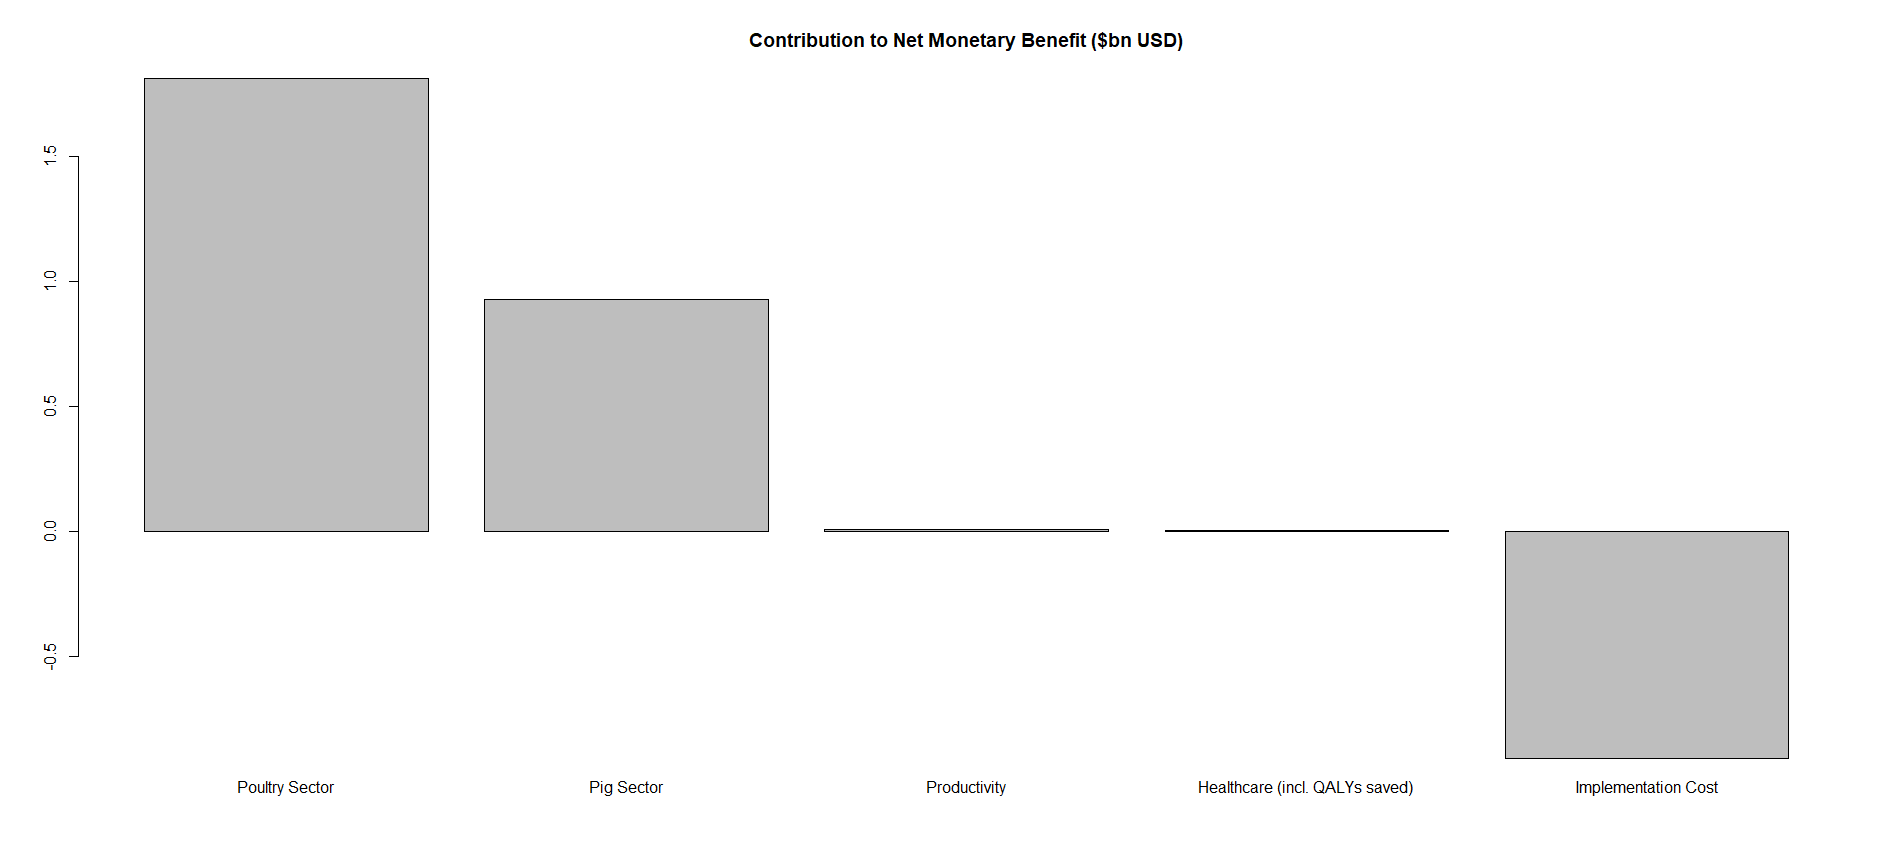 Contribution to Net Monetary Benefit ($bn USD)
1.5
1.0
0.5
0.0
-0.5
Poultry Sector
Pig Sector
Productivity
Healthcare (incl. QALYs saved)
Implementation Cost